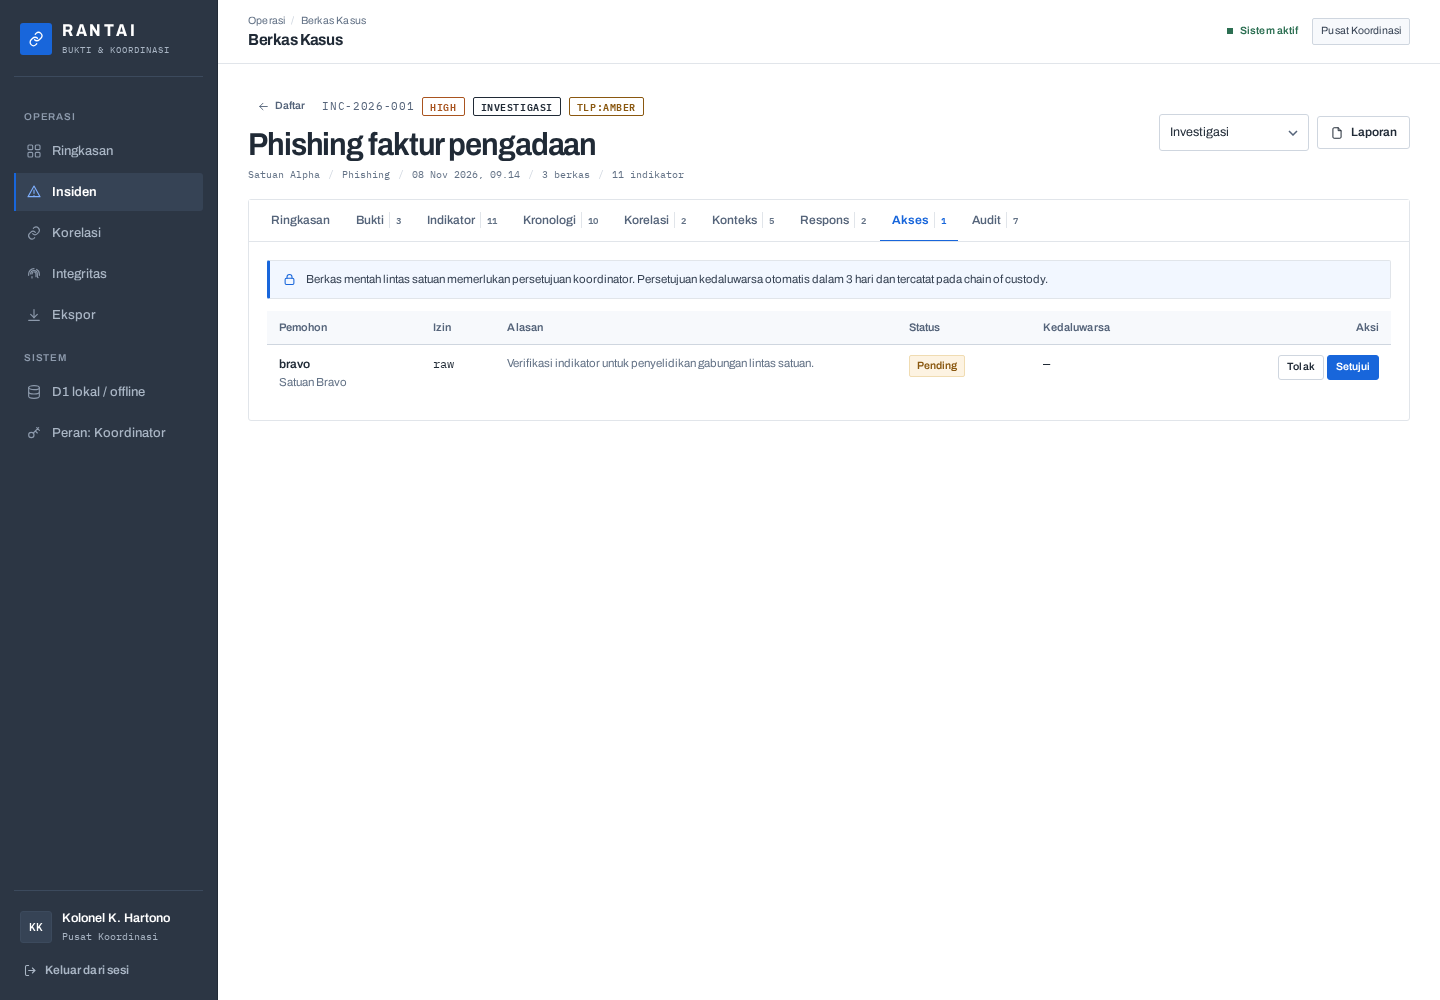 RANTAI
BUKTI & KOORDINASI
OPERASI
Ringkasan
Insiden
Korelasi
Integritas
Ekspor
SISTEM
D1 lokal / offline
Peran: Koordinator
KK
Kolonel K. Hartono
Pusat Koordinasi
Keluar dari sesi
Operasi / Berkas Kasus
Berkas Kasus
Sistem aktif
Pusat Koordinasi
Daftar INC-2026-001 HIGH INVESTIGASI TLP:AMBER
Phishing faktur pengadaan
Satuan Alpha / Phishing / 08 Nov 2026, 09.14 / 3 berkas / 11 indikator
Investigasi
Laporan
Ringkasan Bukti 3 Indikator 11 Kronologi 10 Korelasi 2 Konteks 5 Respons 2 Akses 1 Audit 7
Berkas mentah lintas satuan memerlukan persetujuan koordinator. Persetujuan kedaluwarsa otomatis dalam 3 hari dan tercatat pada chain of custody.
Pemohon Izin Alasan Status Kedaluwarsa Aksi
bravo raw Verifikasi indikator untuk penyelidikan gabungan lintas satuan. Pending — Tolak Setujui
Satuan Bravo